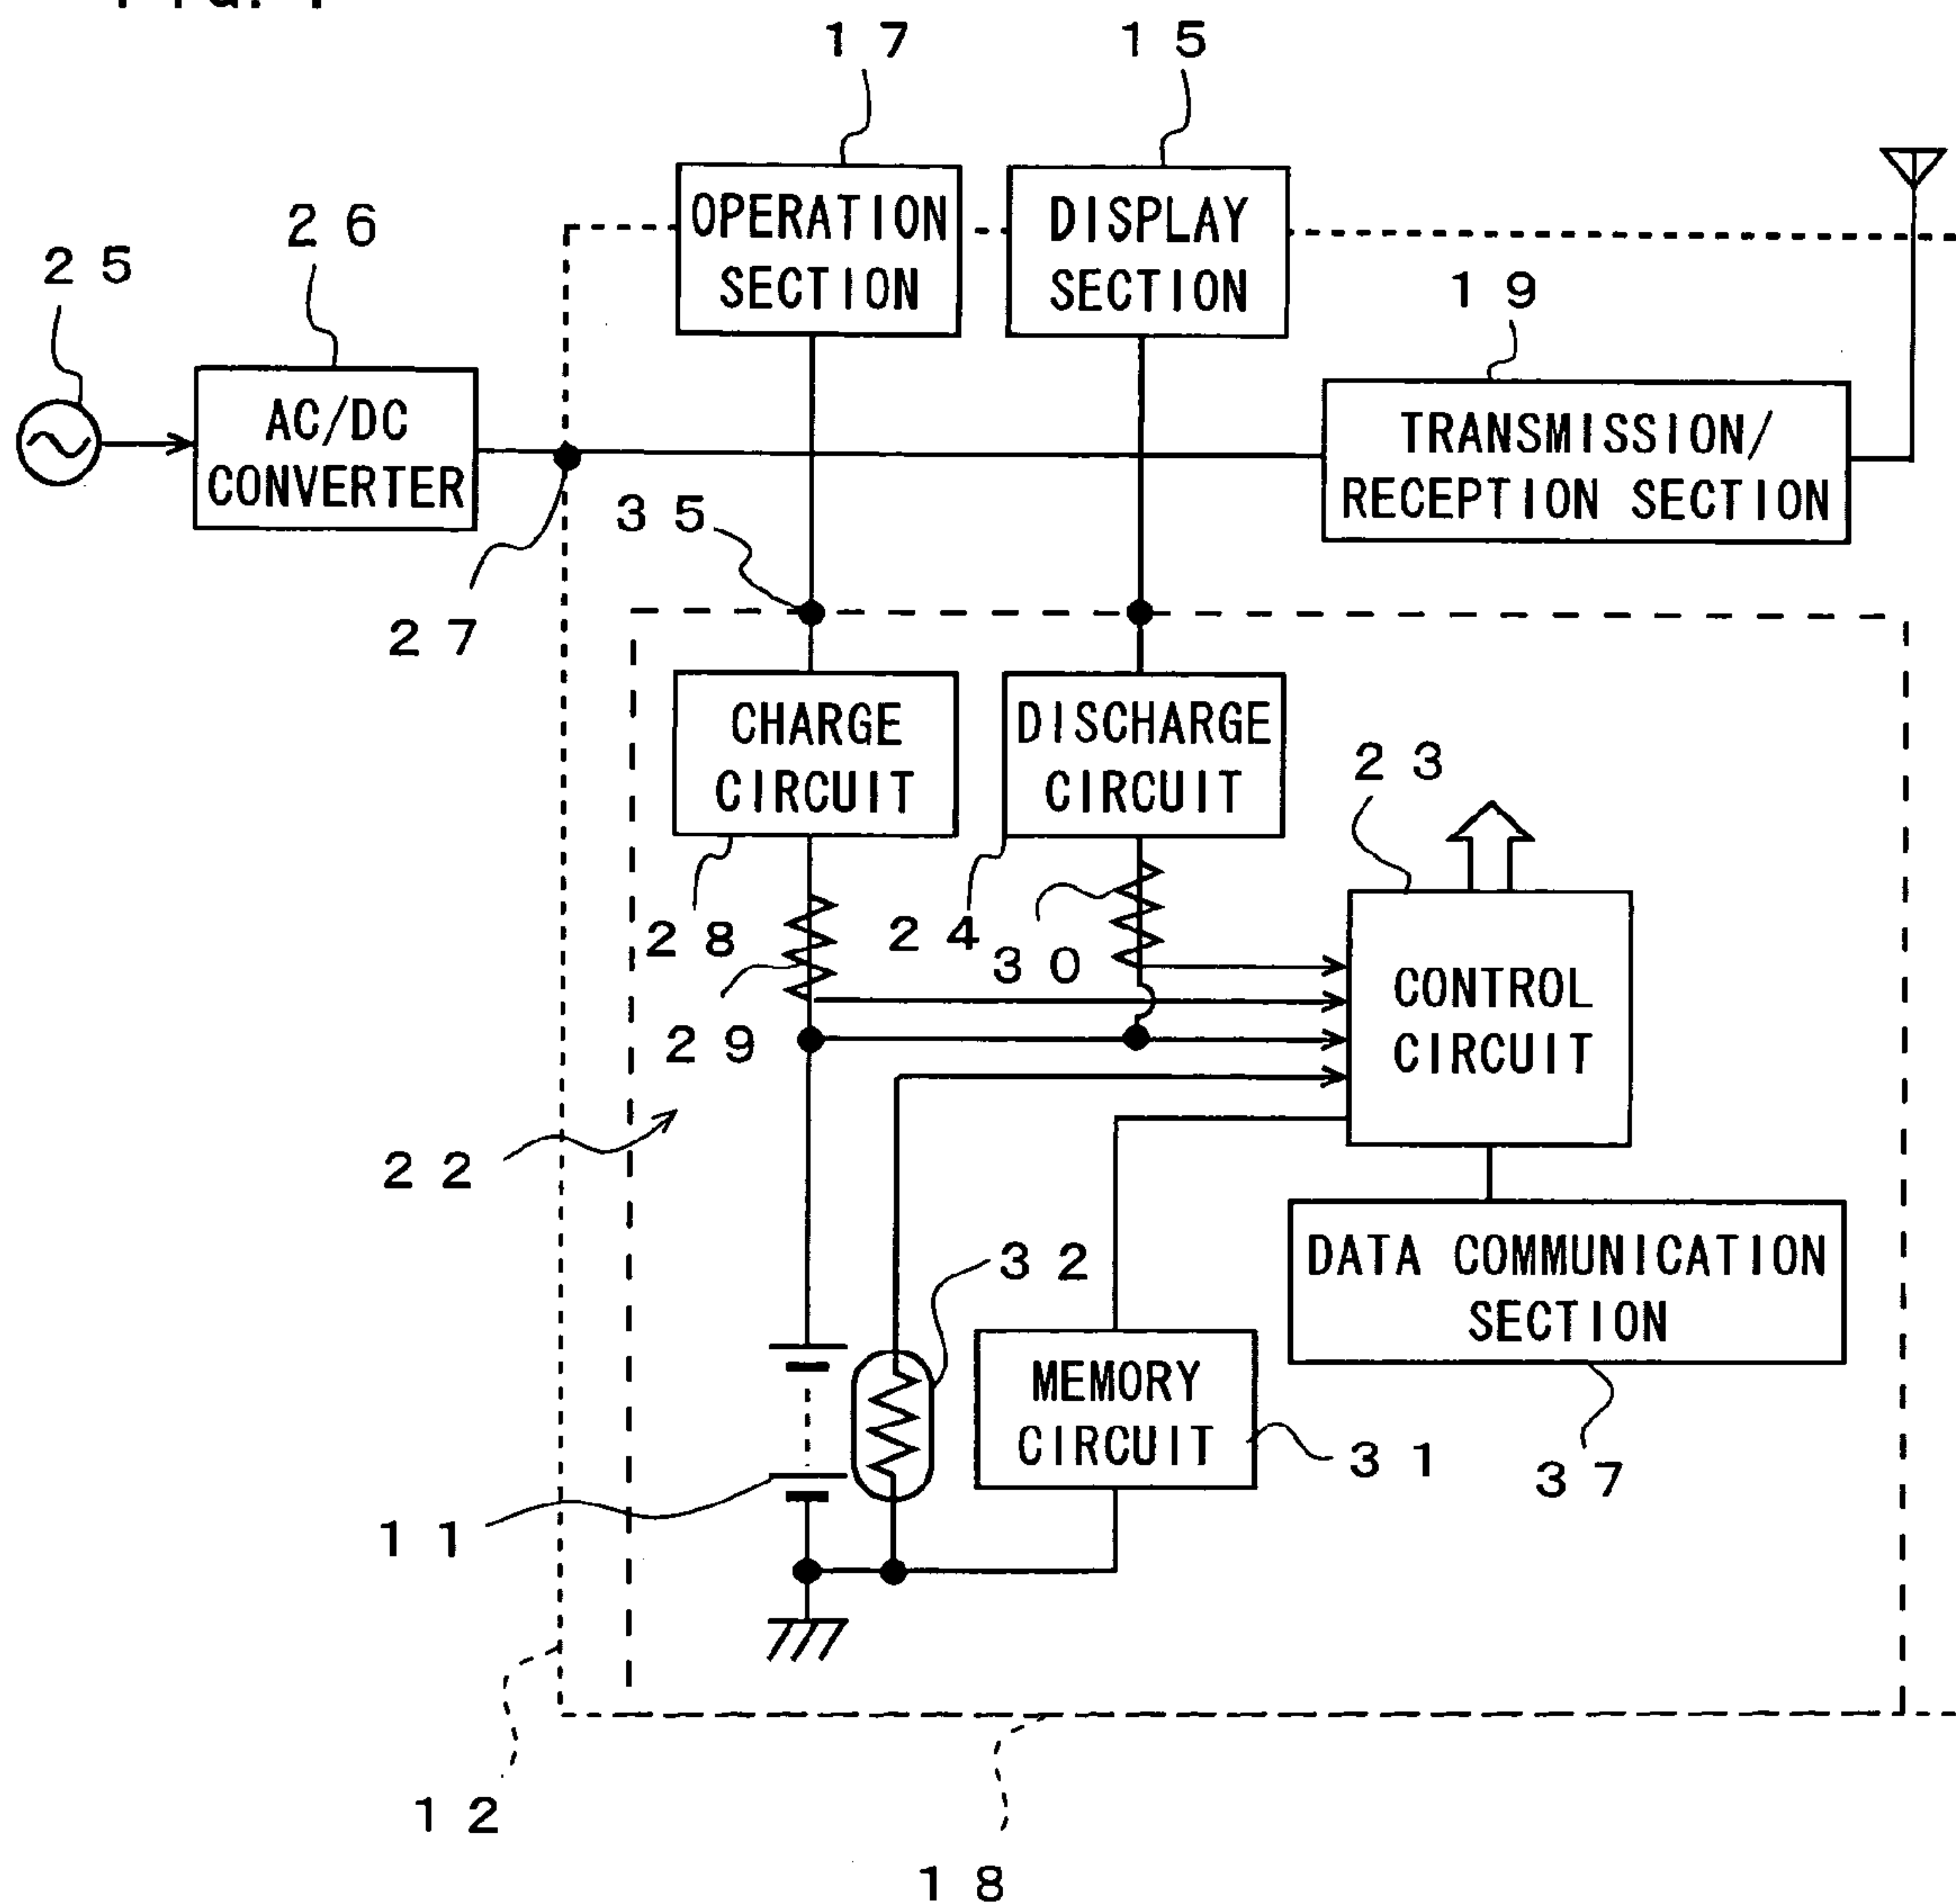 17
15
26
25
OPERATION
SECTION
DISPLAY
SECTION
19
AC/DC
CONVERTER
TRANSMISSION/
RECEPTION SECTION
35
27
CHARGE
CIRCUIT
DISCHARGE
CIRCUIT
23
28
24
30
29
CONTROL
CIRCUIT
22
32
DATA COMMUNICATION
SECTION
MEMORY
CIRCUIT
31
37
11
12
18